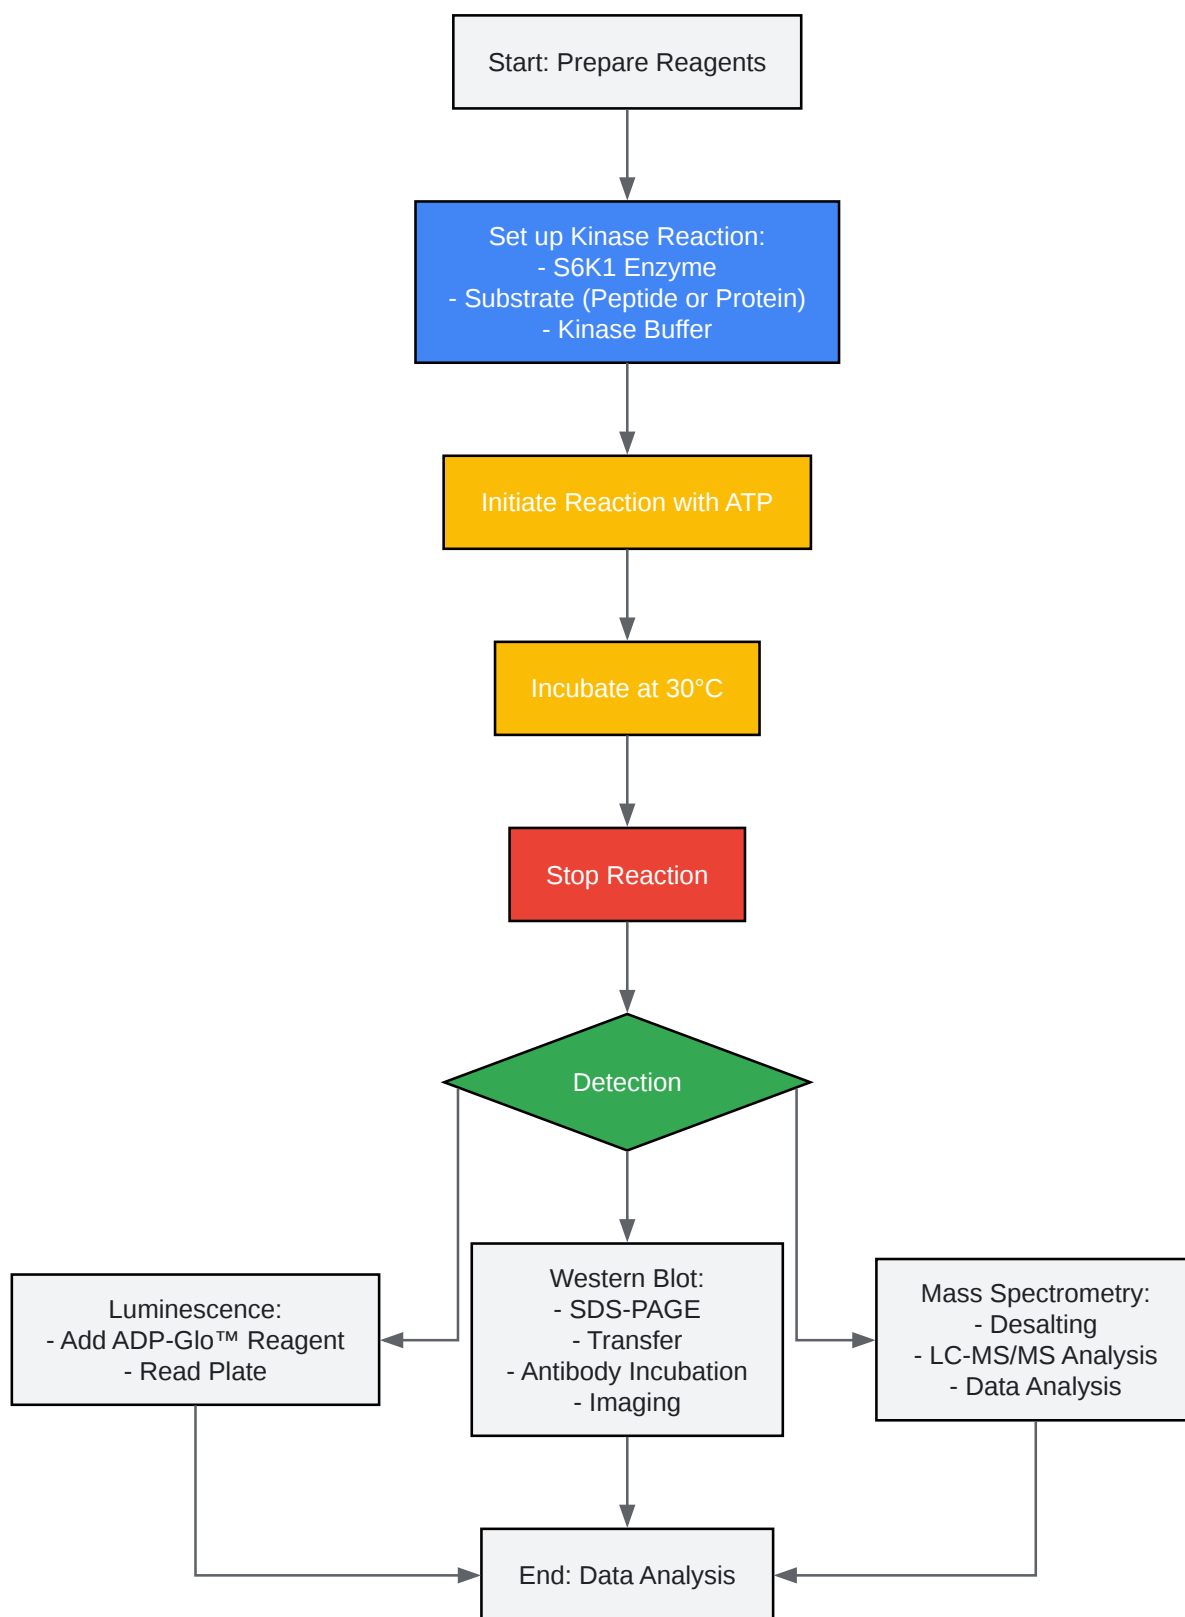 Start: Prepare Reagents
Set up Kinase Reaction:
- S6K1 Enzyme
- Substrate (Peptide or Protein)
- Kinase Buffer
Initiate Reaction with ATP
Incubate at 30°C
Stop Reaction
Detection
Luminescence:
- Add ADP-Glo™ Reagent
- Read Plate
Western Blot:
- SDS-PAGE
- Transfer
- Antibody Incubation
- Imaging
Mass Spectrometry:
- Desalting
- LC-MS/MS Analysis
- Data Analysis
End: Data Analysis